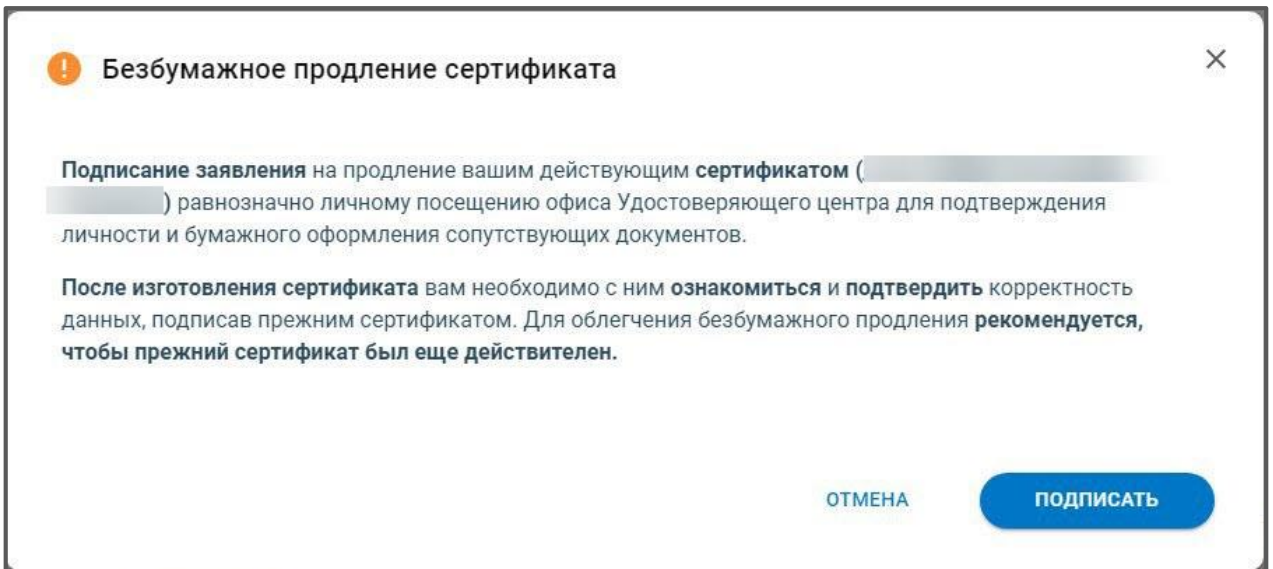 Безбумажное продление сертификата
Подписание заявления на продление вашим действующим сертификатом (
) равнозначно личному посещению офиса Удостоверяющего центра для подтверждения
личности и бумажного оформления сопутствующих документов.
После изготовления сертификата вам необходимо с ним ознакомиться и подтвердить корректность
данных, подписав прежним сертификатом. Для облегчения безбумажного продления рекомендуется,
чтобы прежний сертификат был еще действителен.
ОТМЕНА ПОДПИСАТЬ